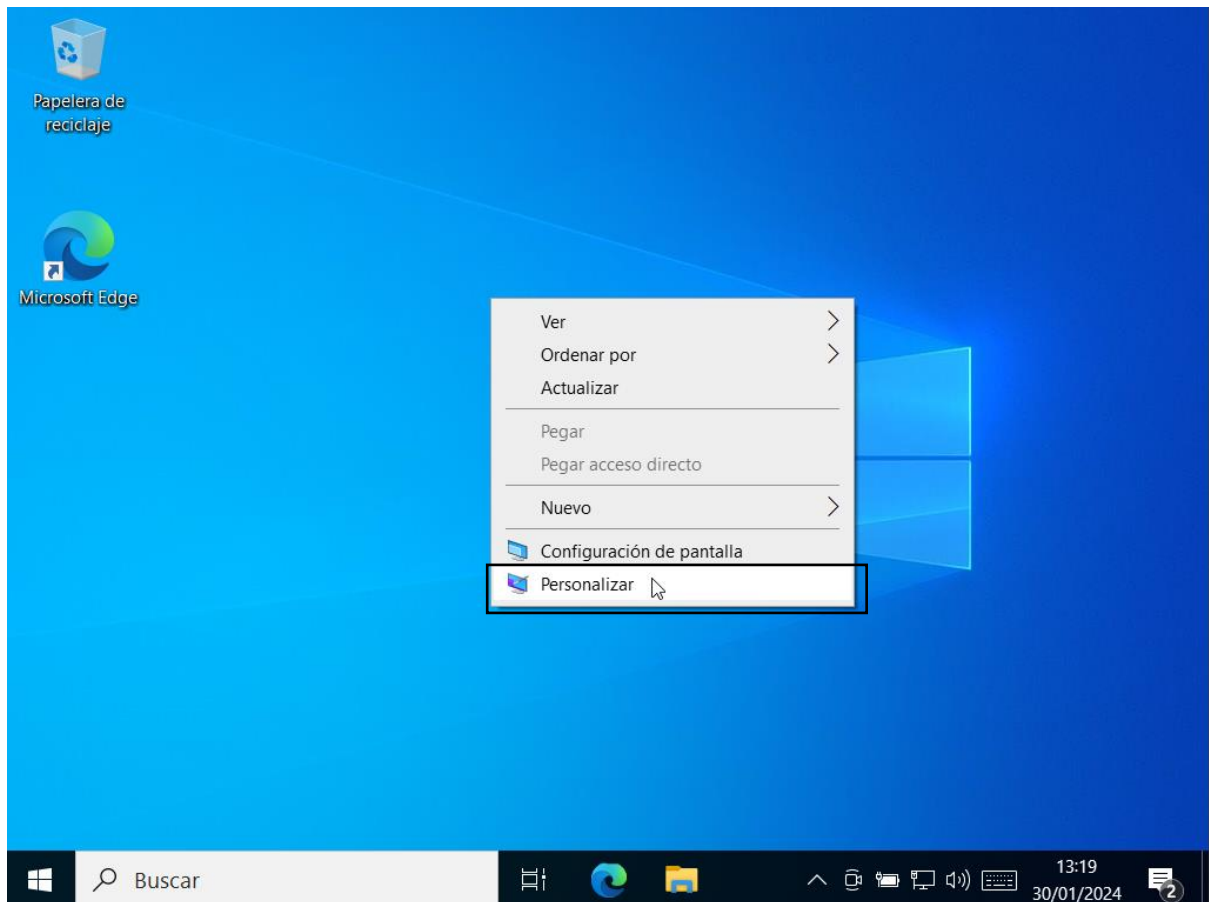 Papelera de
reciclaje
Microsoft Edge
Ver
Ordenar por
Actualizar
Pegar
Pegar acceso directo
Nuevo
Configuración de pantalla
Personalizar
Buscar
13:19
30/01/2024
2